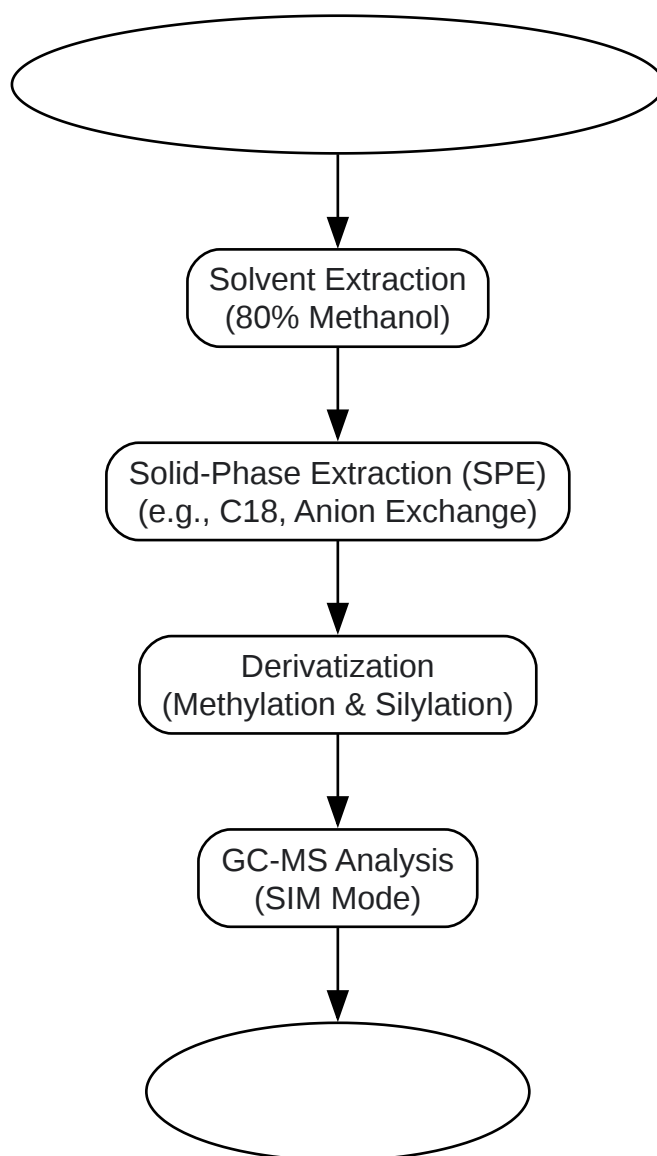 Solvent Extraction
(80% Methanol)
Solid-Phase Extraction (SPE)
(e.g., C18, Anion Exchange)
Derivatization
(Methylation & Silylation)
GC-MS Analysis
(SIM Mode)